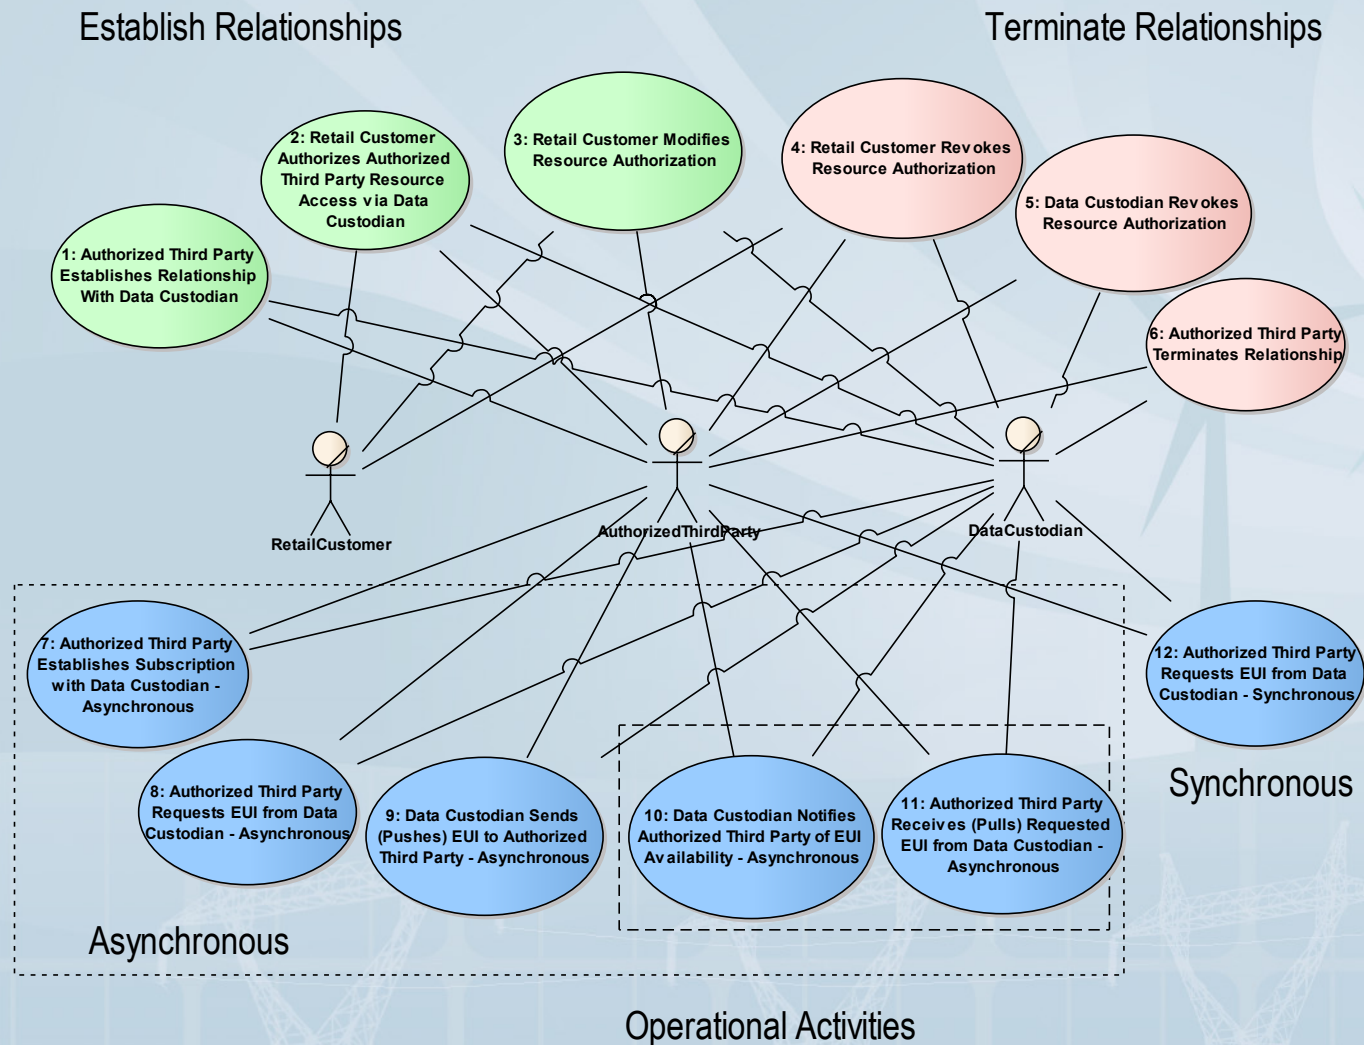 Establish Relationships
Terminate Relationships
1: Authorized Third Party
Establishes Relationship
With Data Custodian
2: Retail Customer
Authorizes Authorized
Third Party Resource
Access via Data
Custodian
3: Retail Customer Modifies
Resource Authorization
4: Retail Customer Revokes
Resource Authorization
5: Data Custodian Revokes
Resource Authorization
6: Authorized Third Party
Terminates Relationship
RetailCustomer
AuthorizedThirdParty
DataCustodian
7: Authorized Third Party
Establishes Subscription
with Data Custodian -
Asynchronous
8: Authorized Third Party
Requests EUI from Data
Custodian - Asynchronous
9: Data Custodian Sends
(Pushes) EUI to Authorized
Third Party - Asynchronous
10: Data Custodian Notifies
Authorized Third Party of EUI
Availability - Asynchronous
11: Authorized Third Party
Receives (Pulls) Requested
EUI from Data Custodian -
Asynchronous
12: Authorized Third Party
Requests EUI from Data
Custodian - Synchronous
Synchronous
Asynchronous
Operational Activities